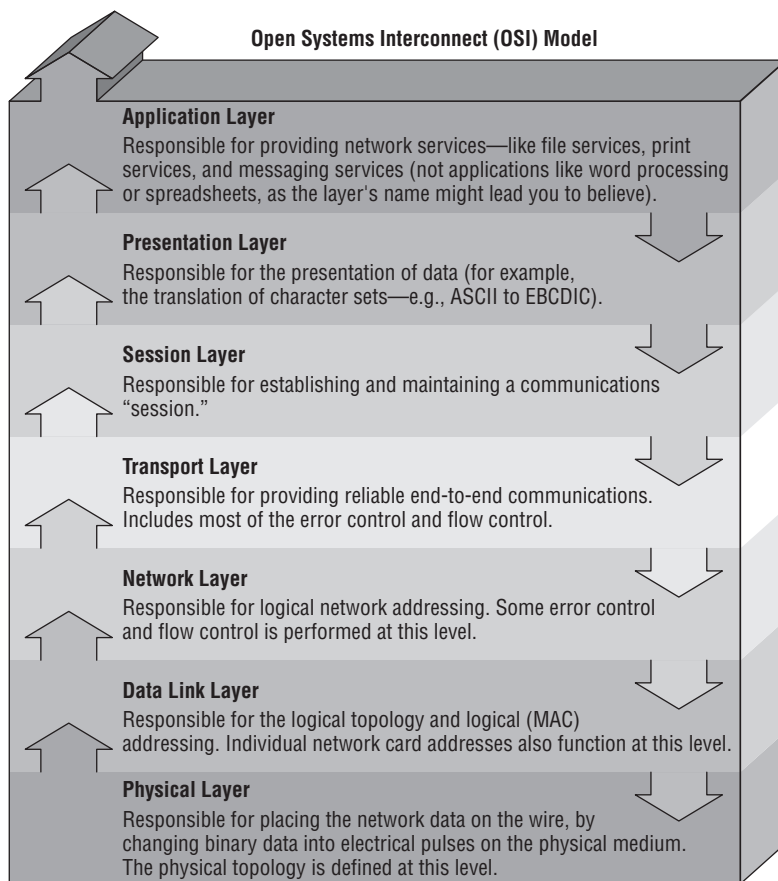 Open Systems Interconnect (OSI) Model
Application Layer
Responsible for providing network services—like file services, print
services, and messaging services (not applications like word processing
or spreadsheets, as the layer's name might lead you to believe).
Presentation Layer
Responsible for the presentation of data (for example,
the translation of character sets—e.g., ASCII to EBCDIC).
Session Layer
Responsible for establishing and maintaining a communications
“session.”
Transport Layer
Responsible for providing reliable end-to-end communications.
Includes most of the error control and flow control.
Network Layer
Responsible for logical network addressing. Some error control
and flow control is performed at this level.
Data Link Layer
Responsible for the logical topology and logical (MAC)
addressing. Individual network card addresses also function at this level.
Physical Layer
Responsible for placing the network data on the wire, by
changing binary data into electrical pulses on the physical medium.
The physical topology is defined at this level.